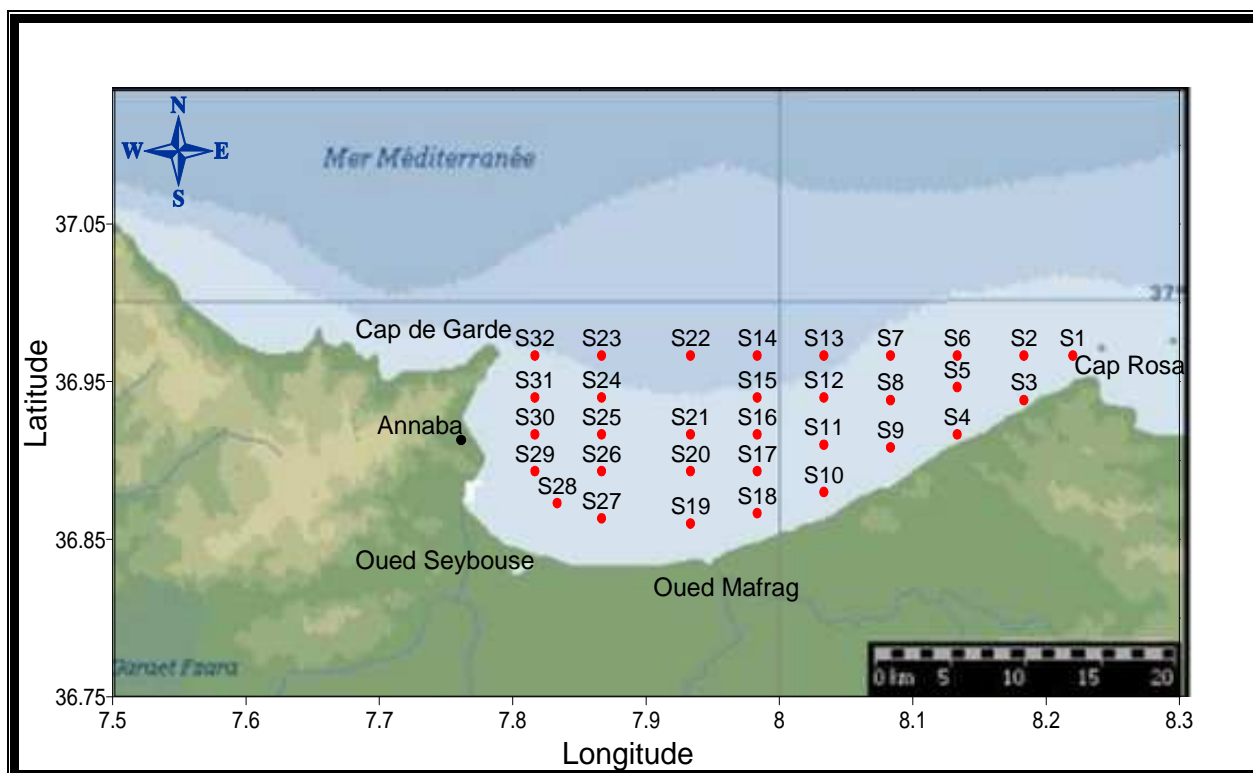 N
W E
S
Mer Méditerranée
37.05
37°
Cap de Garde
S32 S23 S22 S14 S13 S7 S6 S2 S1
Cap Rosa
36.95
S31 S24 S15 S12 S8 S5 S3
Annaba
S30 S25 S21 S16 S11 S9 S4
S29 S26 S20 S17 S10
S28 S27 S19 S18
36.85
Oued Seybouse
Oued Mafrag
Garaet Fzara
0 km 5 10 15 20
36.75
7.5 7.6 7.7 7.8 7.9 8 8.1 8.2 8.3
Latitude
Longitude